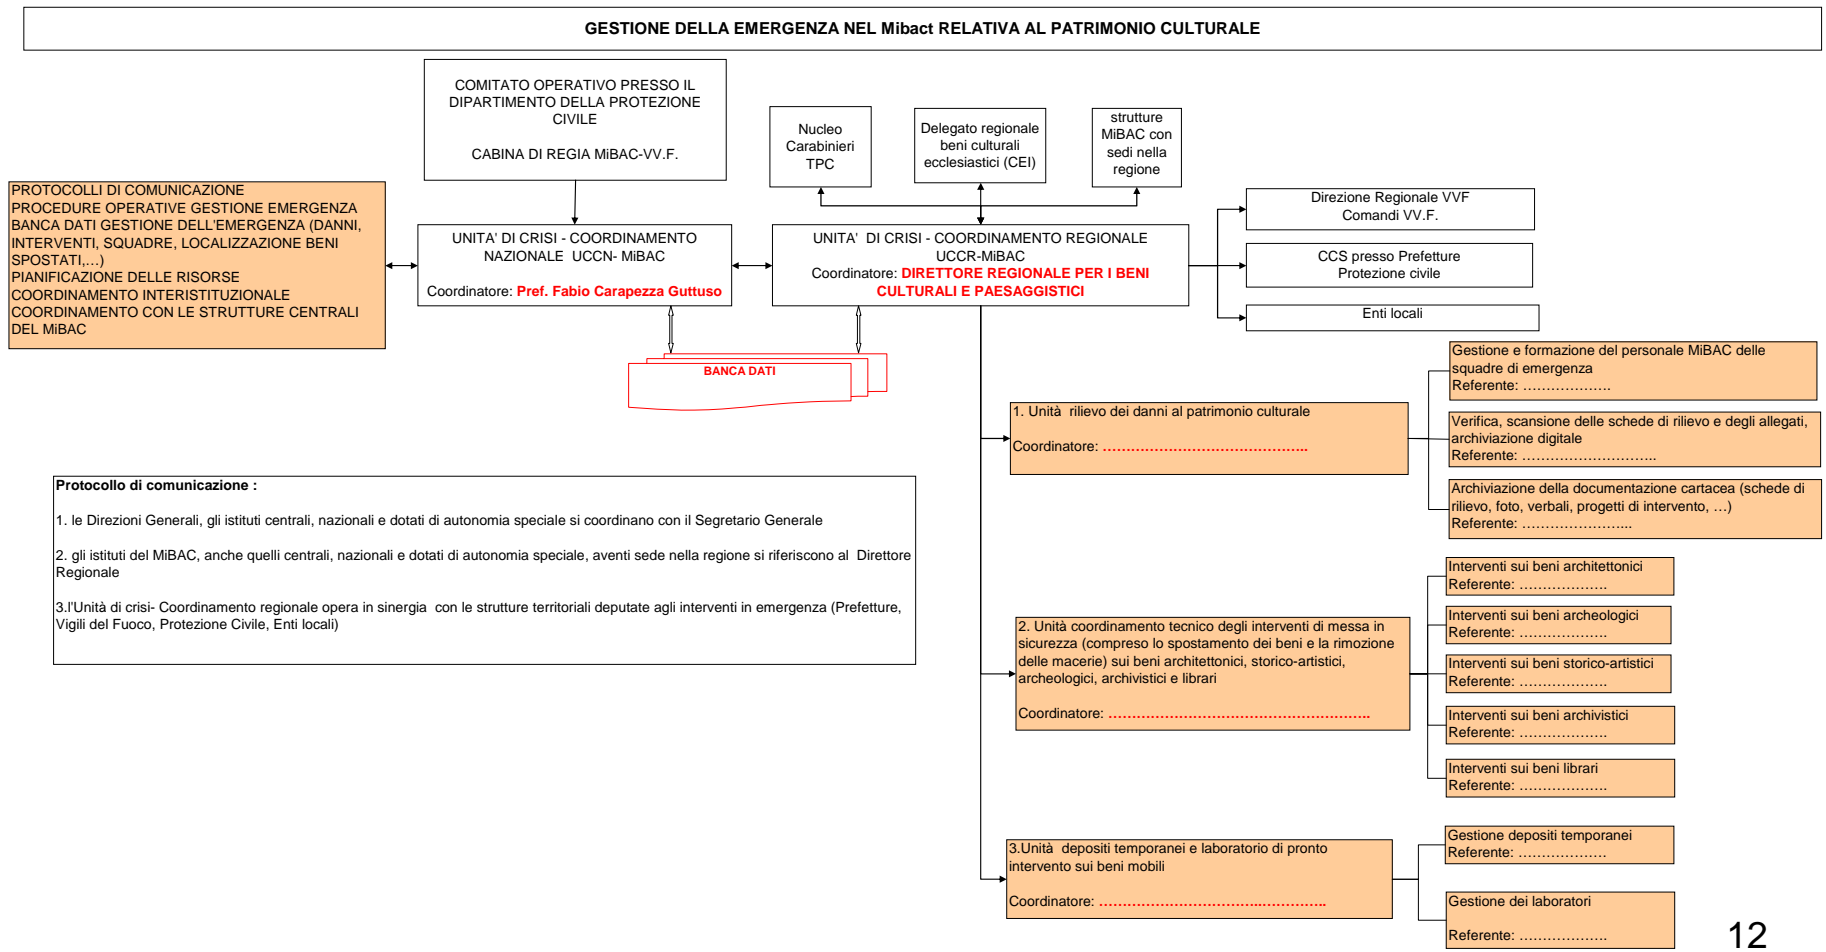 GESTIONE DELLA EMERGENZA NEL Mibact RELATIVA AL PATRIMONIO CULTURALE
COMITATO OPERATIVO PRESSO IL
DIPARTIMENTO DELLA PROTEZIONE
CIVILE
CABINA DI REGIA MiBAC-VV.F.
Nucleo
Carabinieri
TPC
Delegato regionale
beni culturali
ecclesiastici (CEI)
strutture
MiBAC con
sedi nella
regione
PROTOCOLLI DI COMUNICAZIONE
PROCEDURE OPERATIVE GESTIONE EMERGENZA
BANCA DATI GESTIONE DELL'EMERGENZA (DANNI,
INTERVENTI, SQUADRE, LOCALIZZAZIONE BENI
SPOSTATI,...)
PIANIFICAZIONE DELLE RISORSE
COORDINAMENTO INTERISTITUZIONALE
COORDINAMENTO CON LE STRUTTURE CENTRALI
DEL MiBAC
UNITA' DI CRISI - COORDINAMENTO
NAZIONALE UCCN- MiBAC
Coordinatore: Pref. Fabio Carapezza Guttuso
UNITA' DI CRISI - COORDINAMENTO REGIONALE
UCCR-MiBAC
Coordinatore: DIRETTORE REGIONALE PER I BENI
CULTURALI E PAESAGGISTICI
Direzione Regionale VVF
Comandi VV.F.
CCS presso Prefetture
Protezione civile
Enti locali
BANCA DATI
1. Unità rilievo dei danni al patrimonio culturale
Coordinatore: ............................................
Gestione e formazione del personale MiBAC delle
squadre di emergenza
Referente: ...................
Verifica, scansione delle schede di rilievo e degli allegati,
archiviazione digitale
Referente: .............................
Archiviazione della documentazione cartacea (schede di
rilievo, foto, verbali, progetti di intervento, ...)
Referente: ........................
Protocollo di comunicazione :
1. le Direzioni Generali, gli istituti centrali, nazionali e dotati di autonomia speciale si coordinano con il Segretario Generale
2. gli istituti del MiBAC, anche quelli centrali, nazionali e dotati di autonomia speciale, aventi sede nella regione si riferiscono al Direttore
Regionale
3.l'Unità di crisi- Coordinamento regionale opera in sinergia con le strutture territoriali deputate agli interventi in emergenza (Prefetture,
Vigili del Fuoco, Protezione Civile, Enti locali)
2. Unità coordinamento tecnico degli interventi di messa in
sicurezza (compreso lo spostamento dei beni e la rimozione
delle macerie) sui beni architettonici, storico-artistici,
archeologici, archivistici e librari
Coordinatore: ........................................................
Interventi sui beni architettonici
Referente: ...................
Interventi sui beni archeologici
Referente: ...................
Interventi sui beni storico-artistici
Referente: ...................
Interventi sui beni archivistici
Referente: ...................
Interventi sui beni librari
Referente: ...................
3.Unità depositi temporanei e laboratorio di pronto
intervento sui beni mobili
Coordinatore: .................................................
Gestione depositi temporanei
Referente: ...................
Gestione dei laboratori
Referente: ...................
12